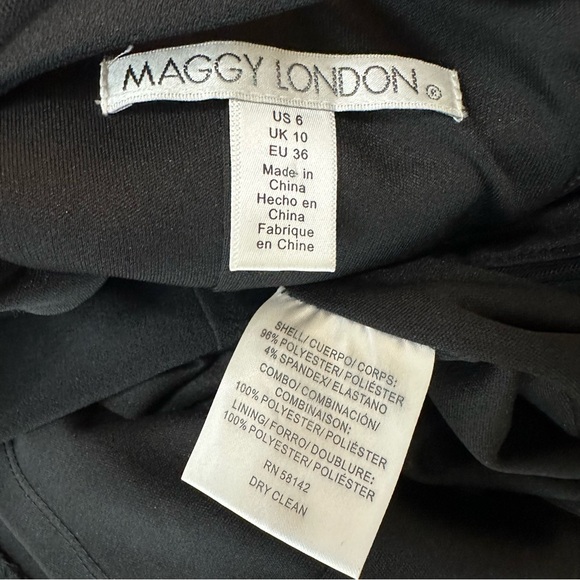 MAGGY LONDON ®
US 6
UK 10
EU 36
Made in
China
Hecho en
China
Fabrique
en Chine
SHELL/ CUERPO/ CORPS:
96% POLYESTER/ POLIÉSTER
4% SPANDEX/ ELASTANO
COMBO/ COMBINACIÓN/
COMBINAISON:
100% POLYESTER/ POLIÉSTER
LINING/ FORRO/ DOUBLURE:
100% POLYESTER/ POLIÉSTER
RN 58142
DRY CLEAN